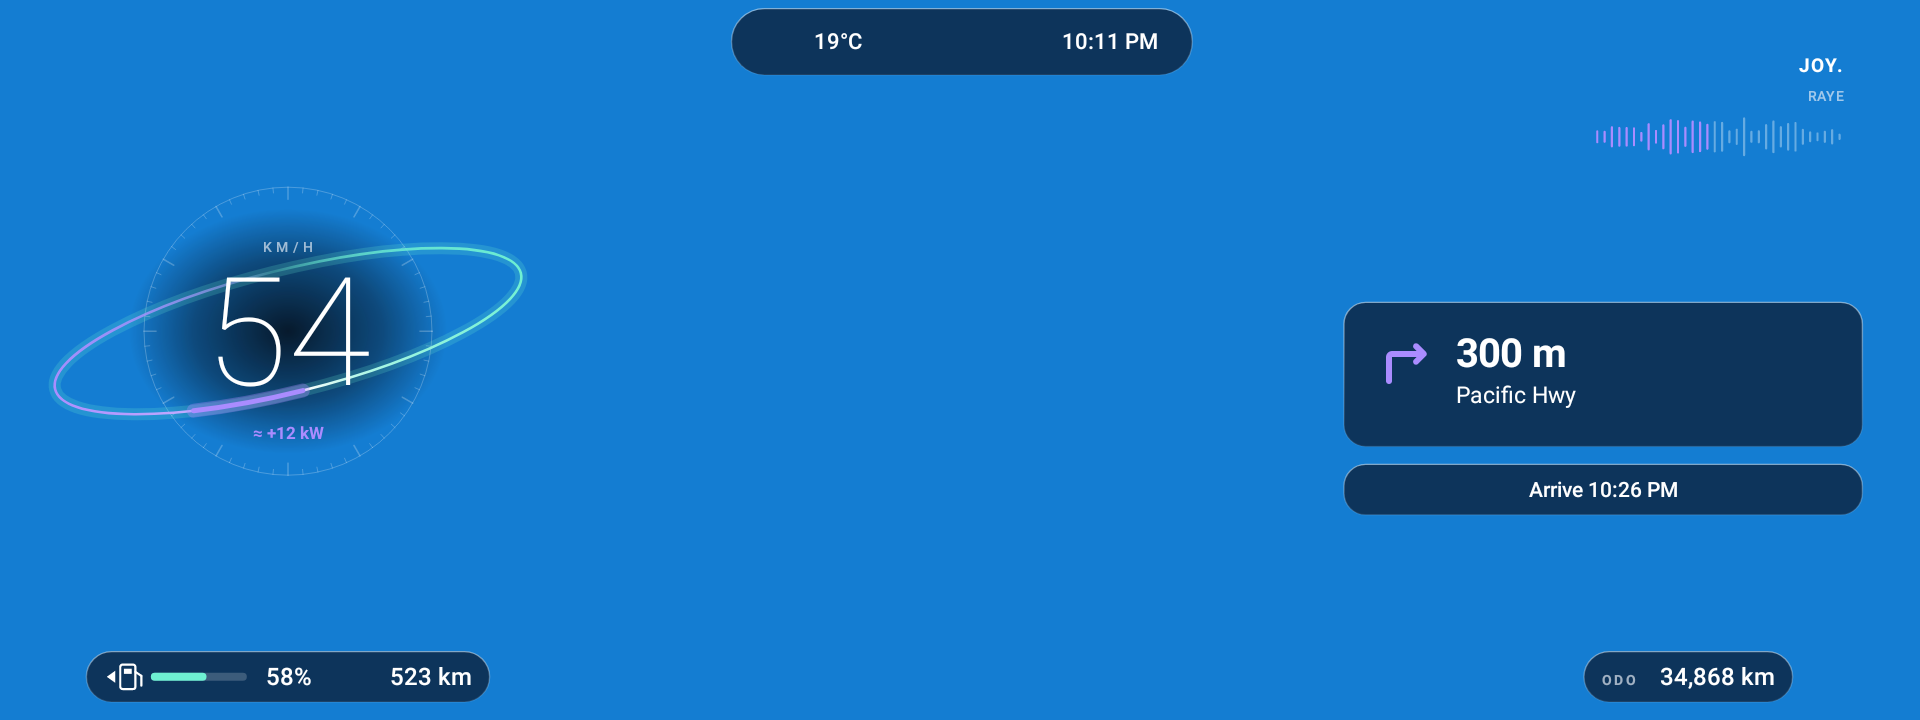 19°C
10:11 PM
JOY.
RAYE
KM/H
54
≈ +12 kW
300 m
Pacific Hwy
Arrive 10:26 PM
58%
523 km
ODO
34,868 km